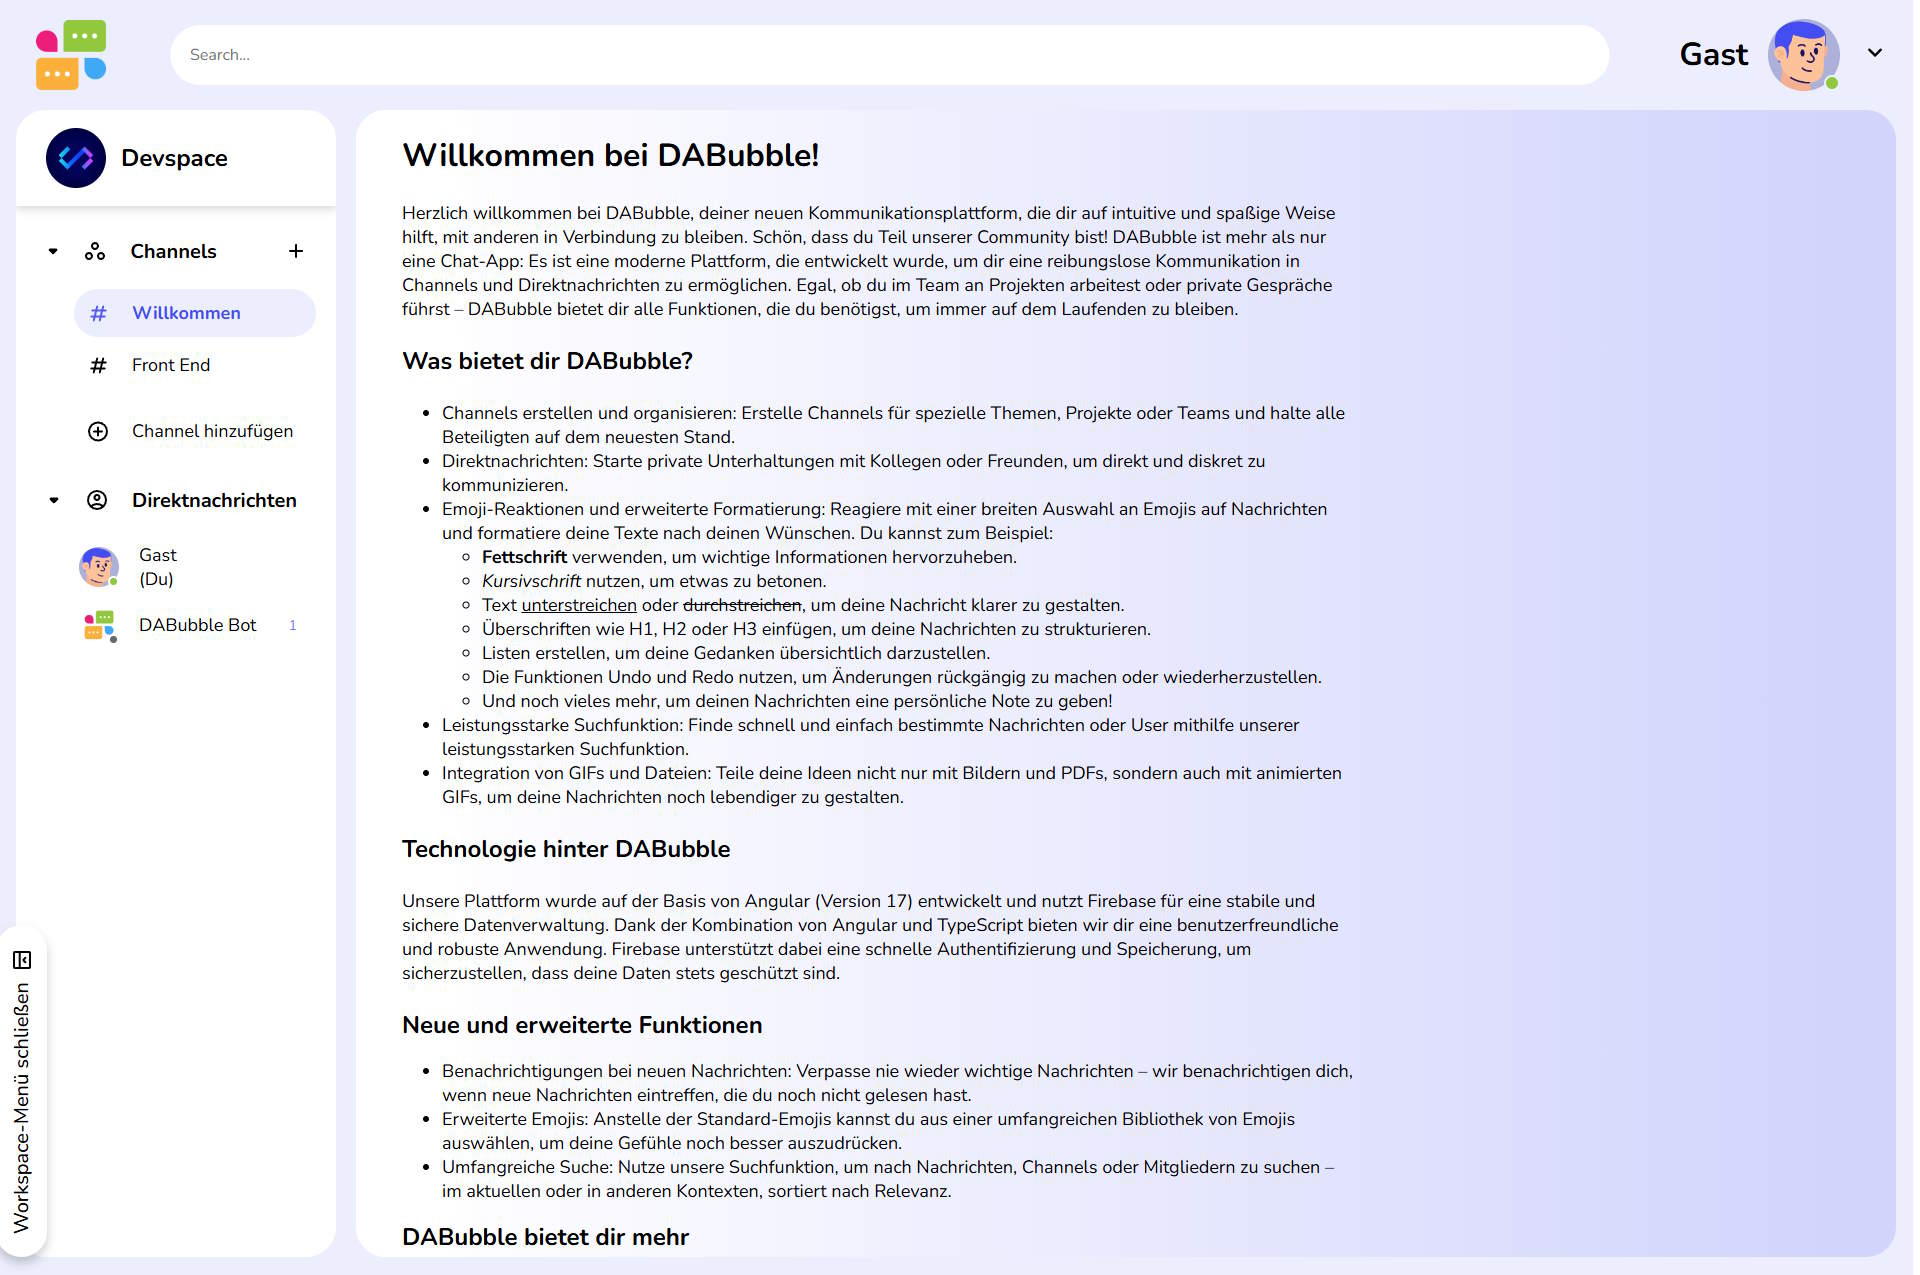 Search...
Gast
Devspace
Channels
Willkommen
Front End
Channel hinzufügen
Direktnachrichten
Gast
(Du)
DABubble Bot 1
Workspace-Menü schließen
Willkommen bei DABubble!
Herzlich willkommen bei DABubble, deiner neuen Kommunikationsplattform, die dir auf intuitive und spaßige Weise
hilft, mit anderen in Verbindung zu bleiben. Schön, dass du Teil unserer Community bist! DABubble ist mehr als nur
eine Chat-App: Es ist eine moderne Plattform, die entwickelt wurde, um dir eine reibungslose Kommunikation in
Channels und Direktnachrichten zu ermöglichen. Egal, ob du im Team an Projekten arbeitest oder private Gespräche
führst – DABubble bietet dir alle Funktionen, die du benötigst, um immer auf dem Laufenden zu bleiben.
Was bietet dir DABubble?
• Channels erstellen und organisieren: Erstelle Channels für spezielle Themen, Projekte oder Teams und halte alle
Beteiligten auf dem neuesten Stand.
• Direktnachrichten: Starte private Unterhaltungen mit Kollegen oder Freunden, um direkt und diskret zu
kommunizieren.
• Emoji-Reaktionen und erweiterte Formatierung: Reagiere mit einer breiten Auswahl an Emojis auf Nachrichten
und formatiere deine Texte nach deinen Wünschen. Du kannst zum Beispiel:
◦ Fettschrift verwenden, um wichtige Informationen hervorzuheben.
◦ Kursivschrift nutzen, um etwas zu betonen.
◦ Text unterstreichen oder durchstreichen, um deine Nachricht klarer zu gestalten.
◦ Überschriften wie H1, H2 oder H3 einfügen, um deine Nachrichten zu strukturieren.
◦ Listen erstellen, um deine Gedanken übersichtlich darzustellen.
◦ Die Funktionen Undo und Redo nutzen, um Änderungen rückgängig zu machen oder wiederherzustellen.
◦ Und noch vieles mehr, um deinen Nachrichten eine persönliche Note zu geben!
• Leistungsstarke Suchfunktion: Finde schnell und einfach bestimmte Nachrichten oder User mithilfe unserer
leistungsstarken Suchfunktion.
• Integration von GIFs und Dateien: Teile deine Ideen nicht nur mit Bildern und PDFs, sondern auch mit animierten
GIFs, um deine Nachrichten noch lebendiger zu gestalten.
Technologie hinter DABubble
Unsere Plattform wurde auf der Basis von Angular (Version 17) entwickelt und nutzt Firebase für eine stabile und
sichere Datenverwaltung. Dank der Kombination von Angular und TypeScript bieten wir dir eine benutzerfreundliche
und robuste Anwendung. Firebase unterstützt dabei eine schnelle Authentifizierung und Speicherung, um
sicherzustellen, dass deine Daten stets geschützt sind.
Neue und erweiterte Funktionen
• Benachrichtigungen bei neuen Nachrichten: Verpasse nie wieder wichtige Nachrichten – wir benachrichtigen dich,
wenn neue Nachrichten eintreffen, die du noch nicht gelesen hast.
• Erweiterte Emojis: Anstelle der Standard-Emojis kannst du aus einer umfangreichen Bibliothek von Emojis
auswählen, um deine Gefühle noch besser auszudrücken.
• Umfangreiche Suche: Nutze unsere Suchfunktion, um nach Nachrichten, Channels oder Mitgliedern zu suchen –
im aktuellen oder in anderen Kontexten, sortiert nach Relevanz.
DABubble bietet dir mehr